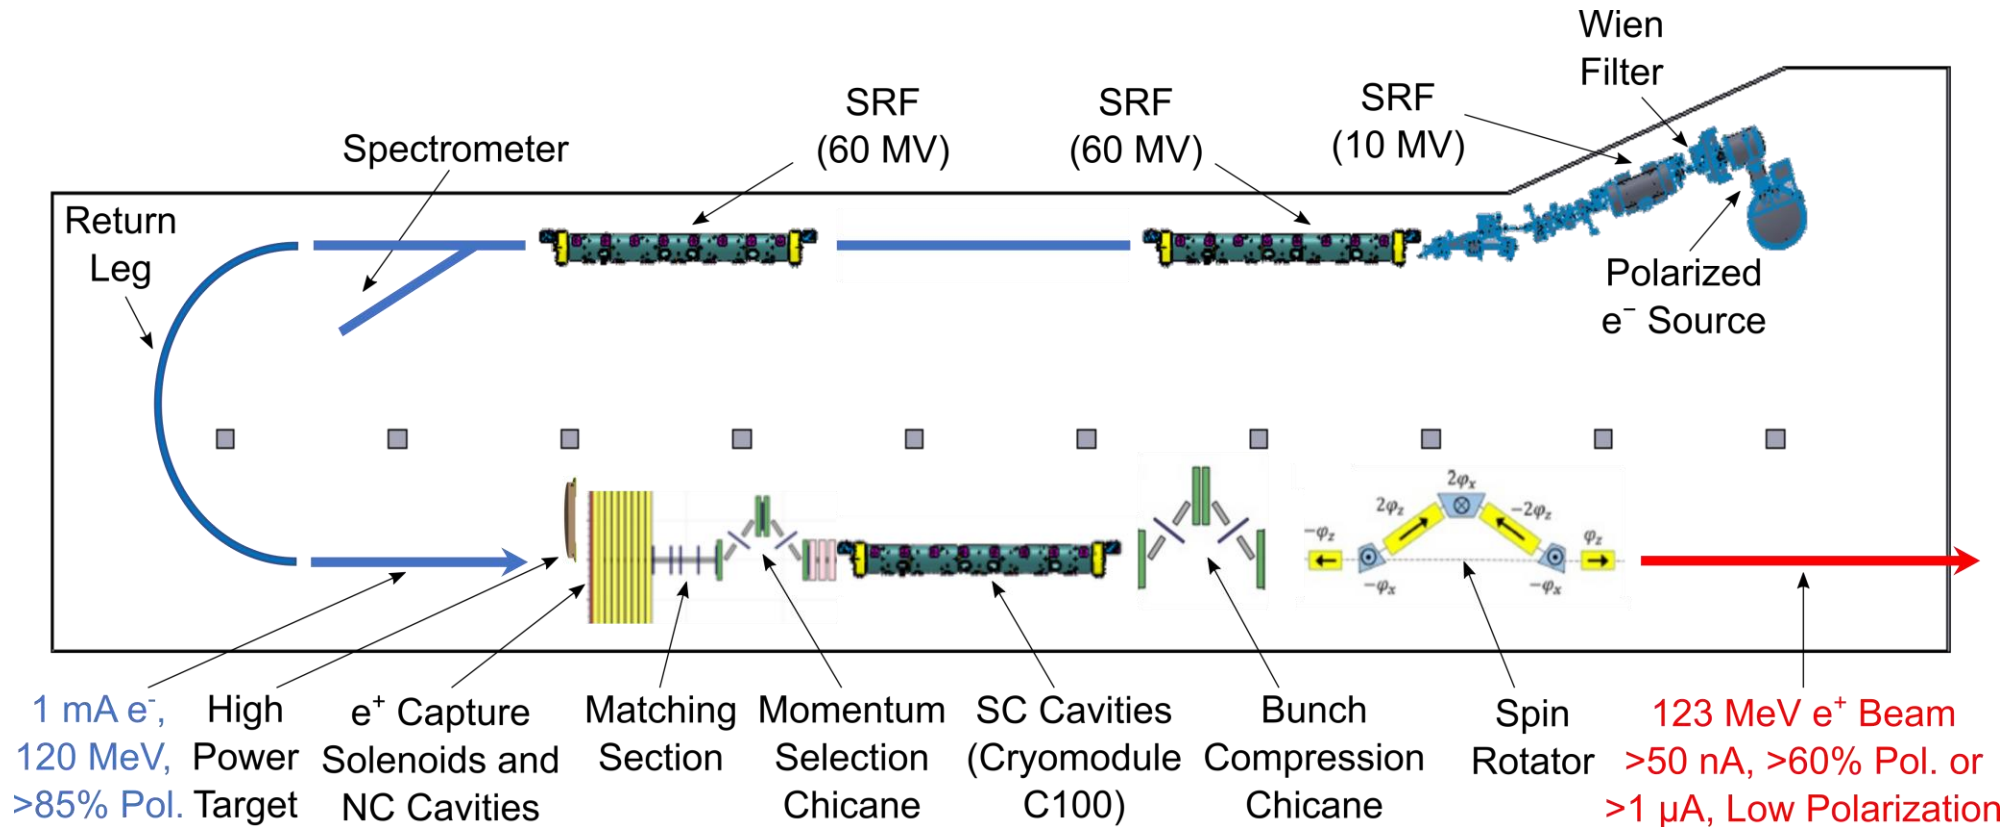 Wien
Filter
SRF
(60 MV)
SRF
(60 MV)
SRF
(10 MV)
Spectrometer
Return
Leg
Polarized
e⁻ Source
2φx
2φz
−2φz
−φz
φz
−φx
−φx
1 mA e⁻,
120 MeV,
>85% Pol.
High
Power
Target
e⁺ Capture
Solenoids and
NC Cavities
Matching
Section
Momentum
Selection
Chicane
SC Cavities
(Cryomodule
C100)
Bunch
Compression
Chicane
Spin
Rotator
123 MeV e⁺ Beam
>50 nA, >60% Pol. or
>1 μA, Low Polarization